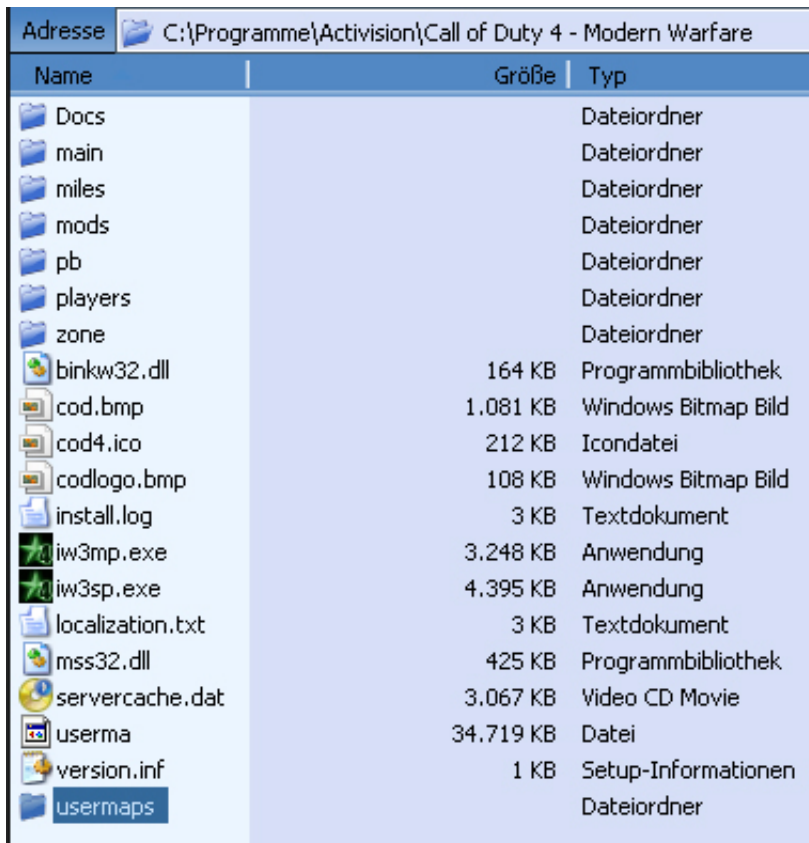 Adresse C:\Programme\Activision\Call of Duty 4 - Modern Warfare
Name Größe Typ
Docs Dateiordner
main Dateiordner
miles Dateiordner
mods Dateiordner
pb Dateiordner
players Dateiordner
zone Dateiordner
binkw32.dll 164 KB Programmbibliothek
cod.bmp 1.081 KB Windows Bitmap Bild
cod4.ico 212 KB Icondatei
codlogo.bmp 108 KB Windows Bitmap Bild
install.log 3 KB Textdokument
iw3mp.exe 3.248 KB Anwendung
iw3sp.exe 4.395 KB Anwendung
localization.txt 3 KB Textdokument
mss32.dll 425 KB Programmbibliothek
servercache.dat 3.067 KB Video CD Movie
userma 34.719 KB Datei
version.inf 1 KB Setup-Informationen
usermaps Dateiordner